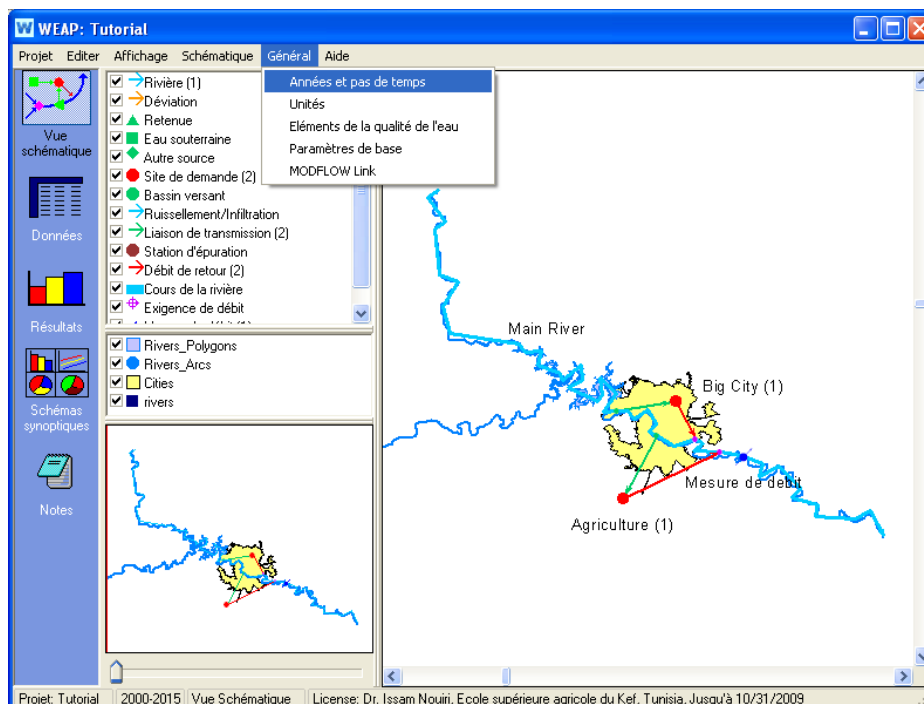 WEAP: Tutorial
Projet Editer Affichage Schématique Général Aide
Années et pas de temps
Unités
Eléments de la qualité de l'eau
Paramètres de base
MODFLOW Link
Vue
schématique
Données
Résultats
Schémas
synoptiques
Notes
Rivière (1)
Déviation
Retenue
Eau souterraine
Autre source
Site de demande (2)
Bassin versant
Ruissellement/Infiltration
Liaison de transmission (2)
Station d'épuration
Débit de retour (2)
Cours de la rivière
Exigence de débit
Rivers_Polygons
Rivers_Arcs
Cities
rivers
Main River
Big City (1)
Mesure de débit
Agriculture (1)
Projet: Tutorial 2000-2015 Vue Schématique License: Dr. Issam Nouiri, Ecole supérieure agricole du Kef, Tunisia, Jusqu'à 10/31/2009